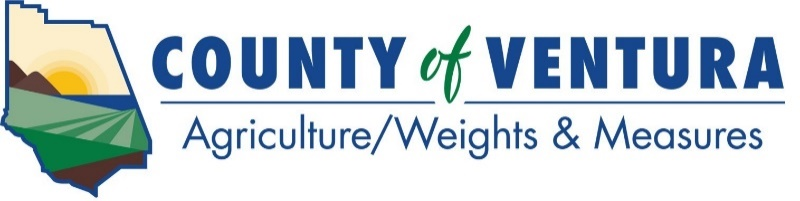 COUNTY of VENTURA
Agriculture/Weights & Measures